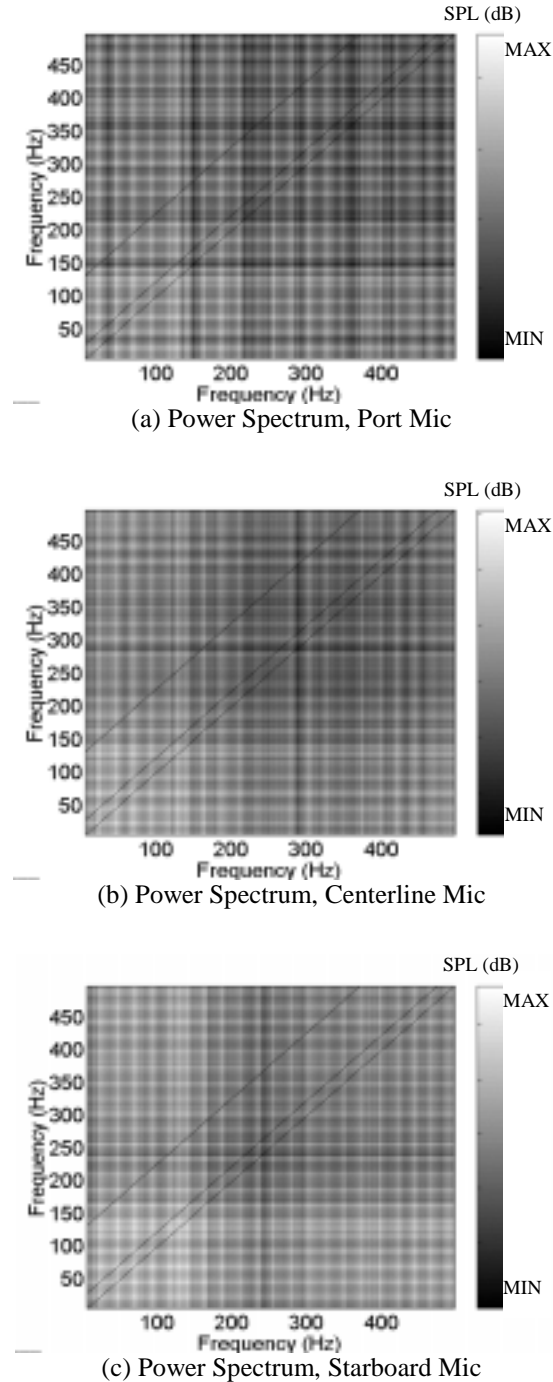 SPL (dB)
MAX
450
400
350
300
250
200
150
100
50
Frequency (Hz)
MIN
100 200 300 400
Frequency (Hz)
(a) Power Spectrum, Port Mic
SPL (dB)
MAX
450
400
350
300
250
200
150
100
50
Frequency (Hz)
MIN
100 200 300 400
Frequency (Hz)
(b) Power Spectrum, Centerline Mic
SPL (dB)
MAX
450
400
350
300
250
200
150
100
50
Frequency (Hz)
MIN
100 200 300 400
Frequency (Hz)
(c) Power Spectrum, Starboard Mic